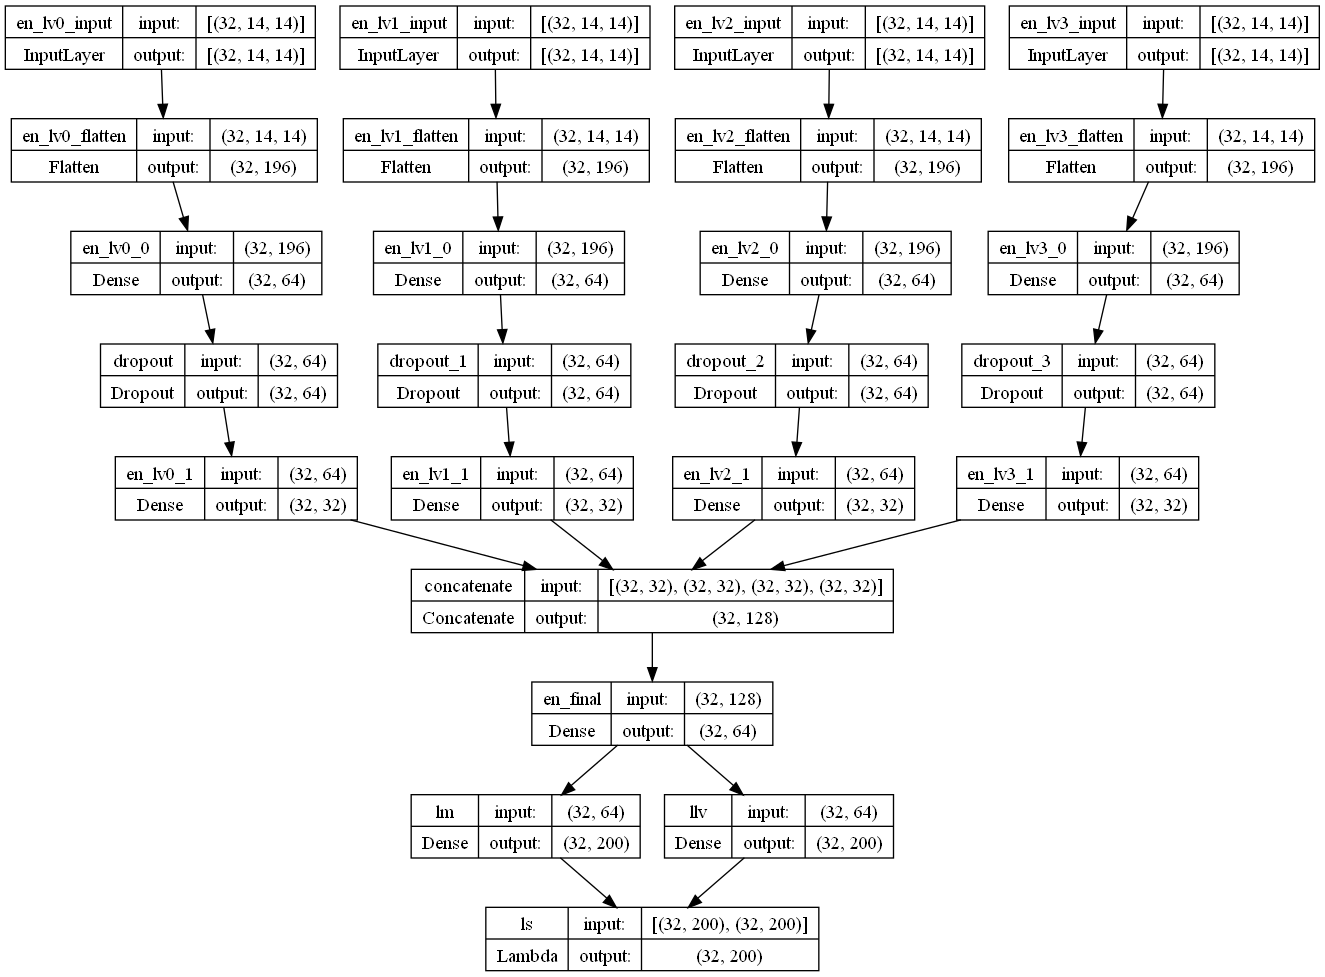 en_lv0_input input: [(32, 14, 14)] en_lv1_input input: [(32, 14, 14)] en_lv2_input input: [(32, 14, 14)] en_lv3_input input: [(32, 14, 14)]
InputLayer output: [(32, 14, 14)] InputLayer output: [(32, 14, 14)] InputLayer output: [(32, 14, 14)] InputLayer output: [(32, 14, 14)]
en_lv0_flatten input: (32, 14, 14) en_lv1_flatten input: (32, 14, 14) en_lv2_flatten input: (32, 14, 14) en_lv3_flatten input: (32, 14, 14)
Flatten output: (32, 196) Flatten output: (32, 196) Flatten output: (32, 196) Flatten output: (32, 196)
en_lv0_0 input: (32, 196) en_lv1_0 input: (32, 196) en_lv2_0 input: (32, 196) en_lv3_0 input: (32, 196)
Dense output: (32, 64) Dense output: (32, 64) Dense output: (32, 64) Dense output: (32, 64)
dropout input: (32, 64) dropout_1 input: (32, 64) dropout_2 input: (32, 64) dropout_3 input: (32, 64)
Dropout output: (32, 64) Dropout output: (32, 64) Dropout output: (32, 64) Dropout output: (32, 64)
en_lv0_1 input: (32, 64) en_lv1_1 input: (32, 64) en_lv2_1 input: (32, 64) en_lv3_1 input: (32, 64)
Dense output: (32, 32) Dense output: (32, 32) Dense output: (32, 32) Dense output: (32, 32)
concatenate input: [(32, 32), (32, 32), (32, 32), (32, 32)]
Concatenate output: (32, 128)
en_final input: (32, 128)
Dense output: (32, 64)
lm input: (32, 64) llv input: (32, 64)
Dense output: (32, 200) Dense output: (32, 200)
ls input: [(32, 200), (32, 200)]
Lambda output: (32, 200)